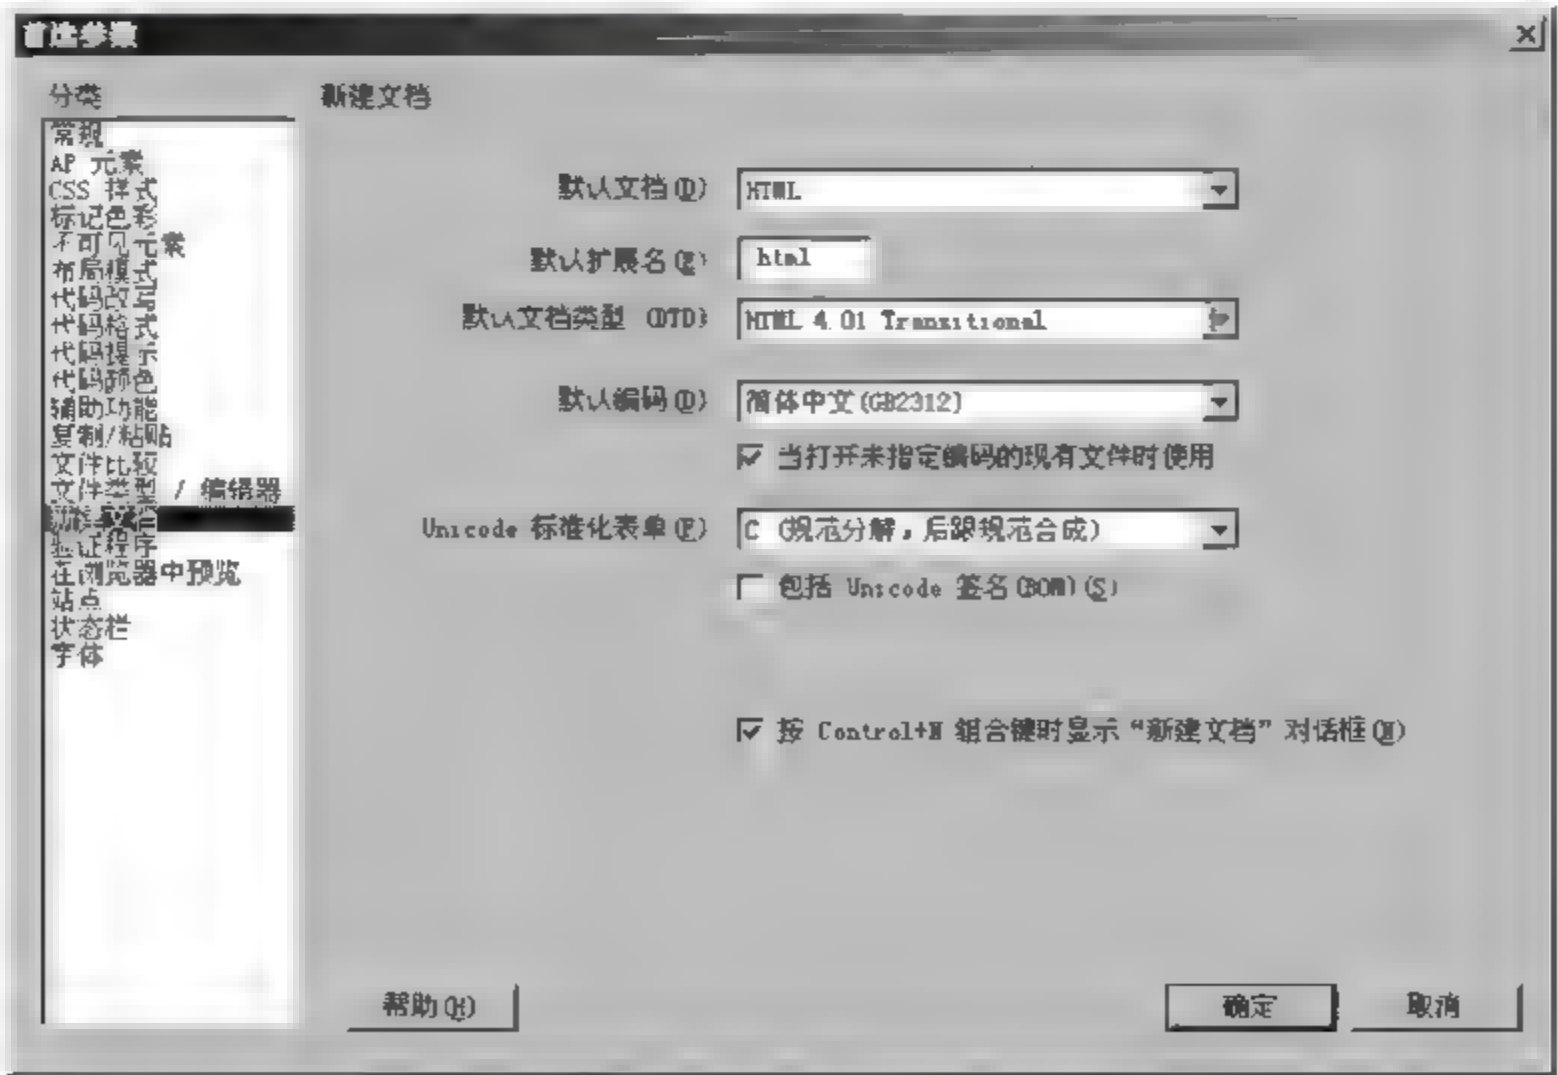 首选参数
分类
新建文档
常规
AP 元素
CSS 样式
标记色彩
不可见元素
布局模式
代码改写
代码格式
代码提示
代码颜色
辅助功能
复制/粘贴
文件比较
文件类型 / 编辑器
新建文档
验证程序
在浏览器中预览
站点
状态栏
字体
默认文档(D)
HTML
默认扩展名(E)
html
默认文档类型 (DTD)
HTML 4.01 Transitional
默认编码(D)
简体中文(GB2312)
当打开未指定编码的现有文件时使用
Unicode 标准化表单(F)
C (规范分解，后跟规范合成)
包括 Unicode 签名(BOM)(S)
按 Control+N 组合键时显示“新建文档”对话框(N)
帮助(H)
确定
取消